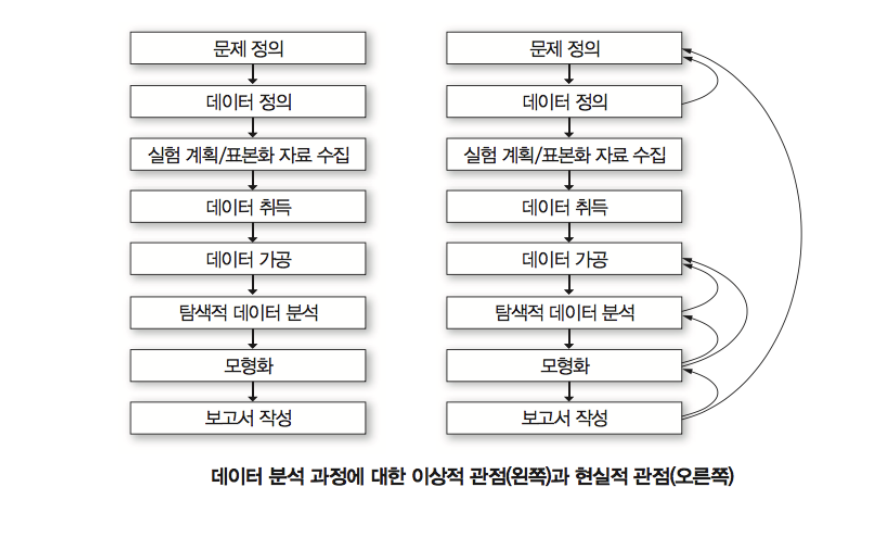 문제 정의
데이터 정의
실험 계획/표본화 자료 수집
데이터 취득
데이터 가공
탐색적 데이터 분석
모형화
보고서 작성
문제 정의
데이터 정의
실험 계획/표본화 자료 수집
데이터 취득
데이터 가공
탐색적 데이터 분석
모형화
보고서 작성
데이터 분석 과정에 대한 이상적 관점(왼쪽)과 현실적 관점(오른쪽)